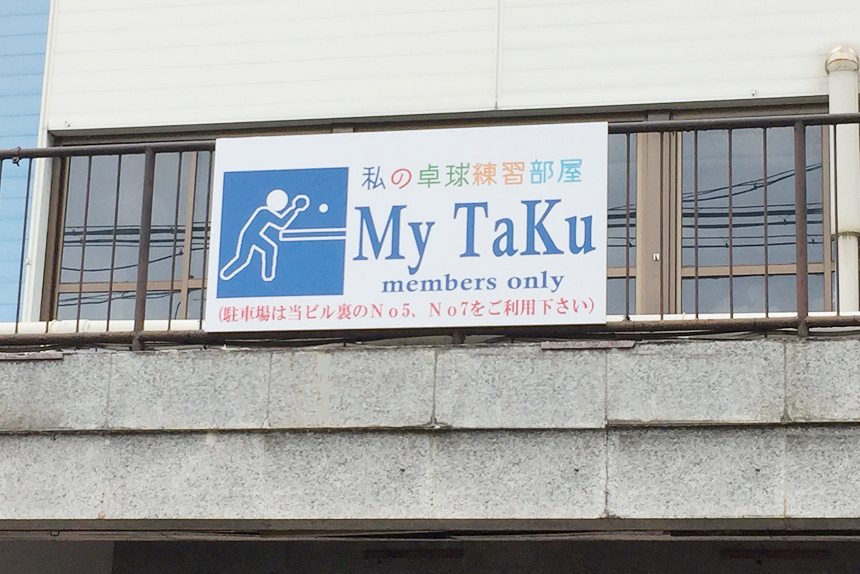 私の卓球練習部屋
My TaKu
members only
(駐車場は当ビル裏のＮｏ5、Ｎｏ7をご利用下さい)